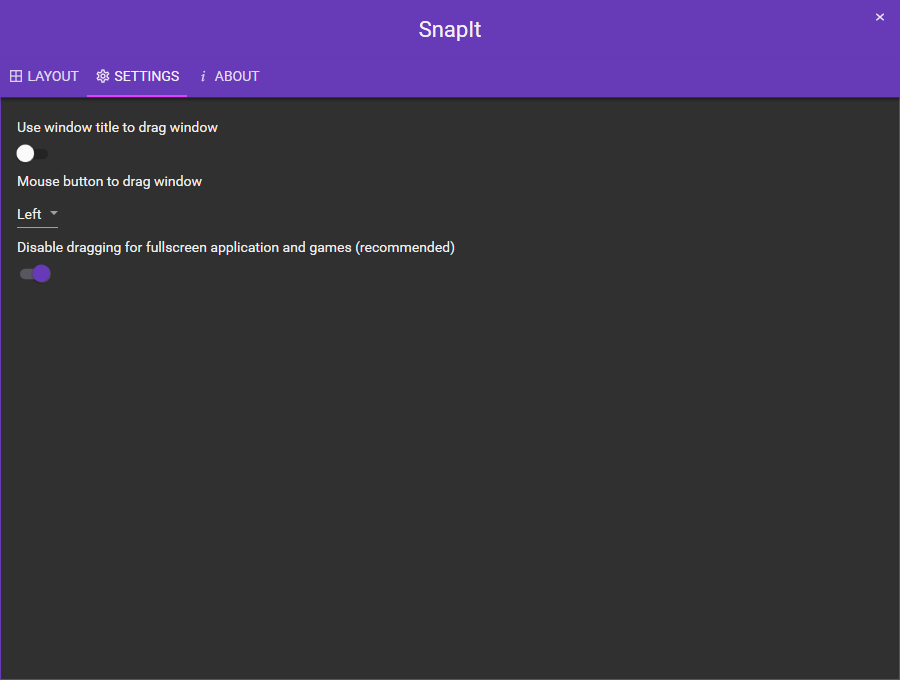 SnapIt
LAYOUT SETTINGS i ABOUT
Use window title to drag window
Mouse button to drag window
Left
Disable dragging for fullscreen application and games (recommended)